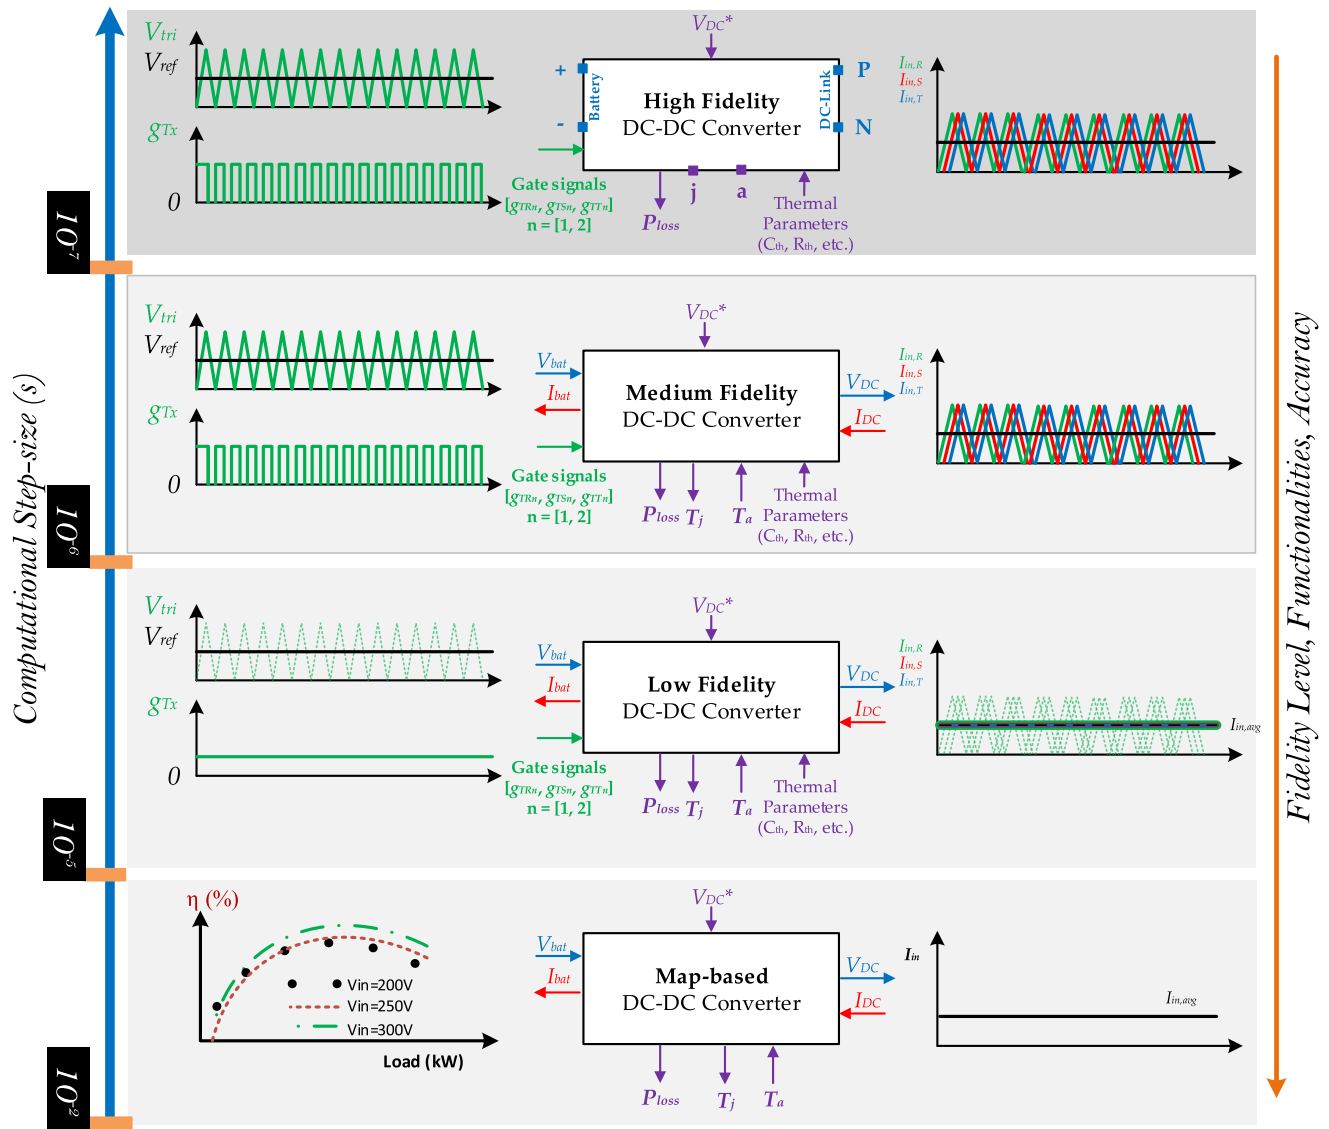 Computational Step-size (s)
10-7
10-6
10-5
10-2
Fidelity Level, Functionalities, Accuracy
Vtri
Vref
gTx
0
VDC*
+
-
Battery
High Fidelity
DC-DC Converter
DC-Link
P
N
Gate signals
[gTRn, gTSn, gTTn]
n = [1, 2]
Ploss
j
a
Thermal
Parameters
(Cth, Rth, etc.)
Iin,R
Iin,S
Iin,T
Vtri
Vref
gTx
0
VDC*
Vbat
Ibat
Medium Fidelity
DC-DC Converter
VDC
IDC
Gate signals
[gTRn, gTSn, gTTn]
n = [1, 2]
Ploss
Tj
Ta
Thermal
Parameters
(Cth, Rth, etc.)
Iin,R
Iin,S
Iin,T
Vtri
Vref
gTx
0
VDC*
Vbat
Ibat
Low Fidelity
DC-DC Converter
VDC
IDC
Gate signals
[gTRn, gTSn, gTTn]
n = [1, 2]
Ploss
Tj
Ta
Thermal
Parameters
(Cth, Rth, etc.)
Iin,R
Iin,S
Iin,T
Iin,avg
η (%)
Vin=200V
Vin=250V
Vin=300V
Load (kW)
VDC*
Vbat
Ibat
Map-based
DC-DC Converter
VDC
IDC
Ploss
Tj
Ta
Iin
Iin,avg